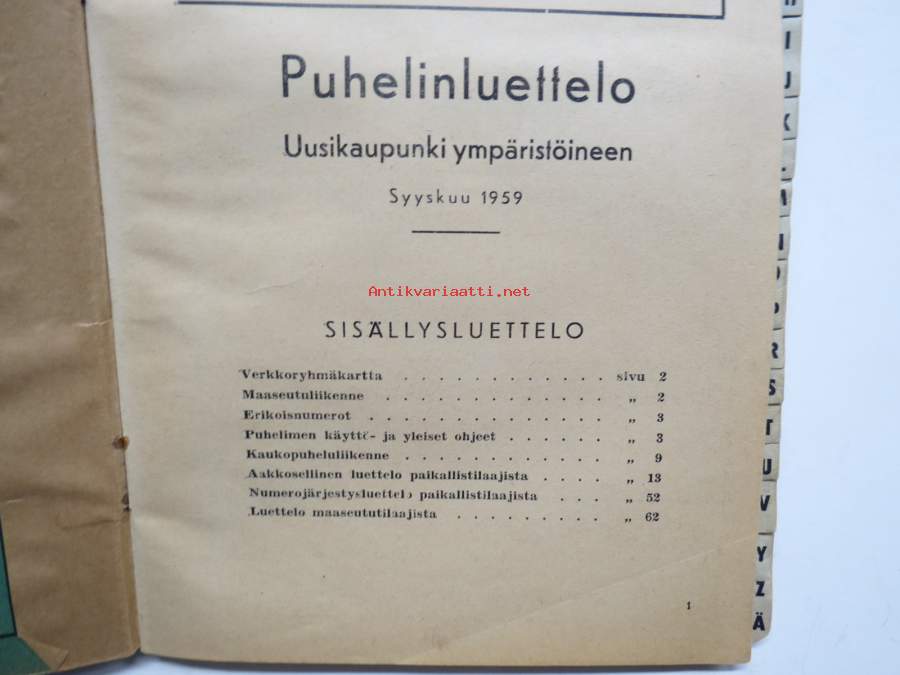 Puhelinluettelo
Uusikaupunki ympäristöineen
Syyskuu 1959
Antikvariaatti.net
SISÄLLYSLUETTELO
Verkkoryhmäkartta . . . . . . . . . . . . sivu 2
Maaseutuliikenne . . . . . . . . . . . . . „ 2
Erikoisnumerot . . . . . . . . . . . . . . „ 3
Puhelimen käyttö- ja yleiset ohjeet . . . . . . „ 3
Kaukopuheluliikenne . . . . . . . . . . . . „ 9
Aakkosellinen luettelo paikallistilaajista . . . . „ 13
Numerojärjestysluettelo paikallistilaajista . . . „ 52
Luettelo maaseututilaajista . . . . . . . . „ 62
1
I
J
K
L
M
N
O
P
R
S
T
U
V
Y
Z
Ä